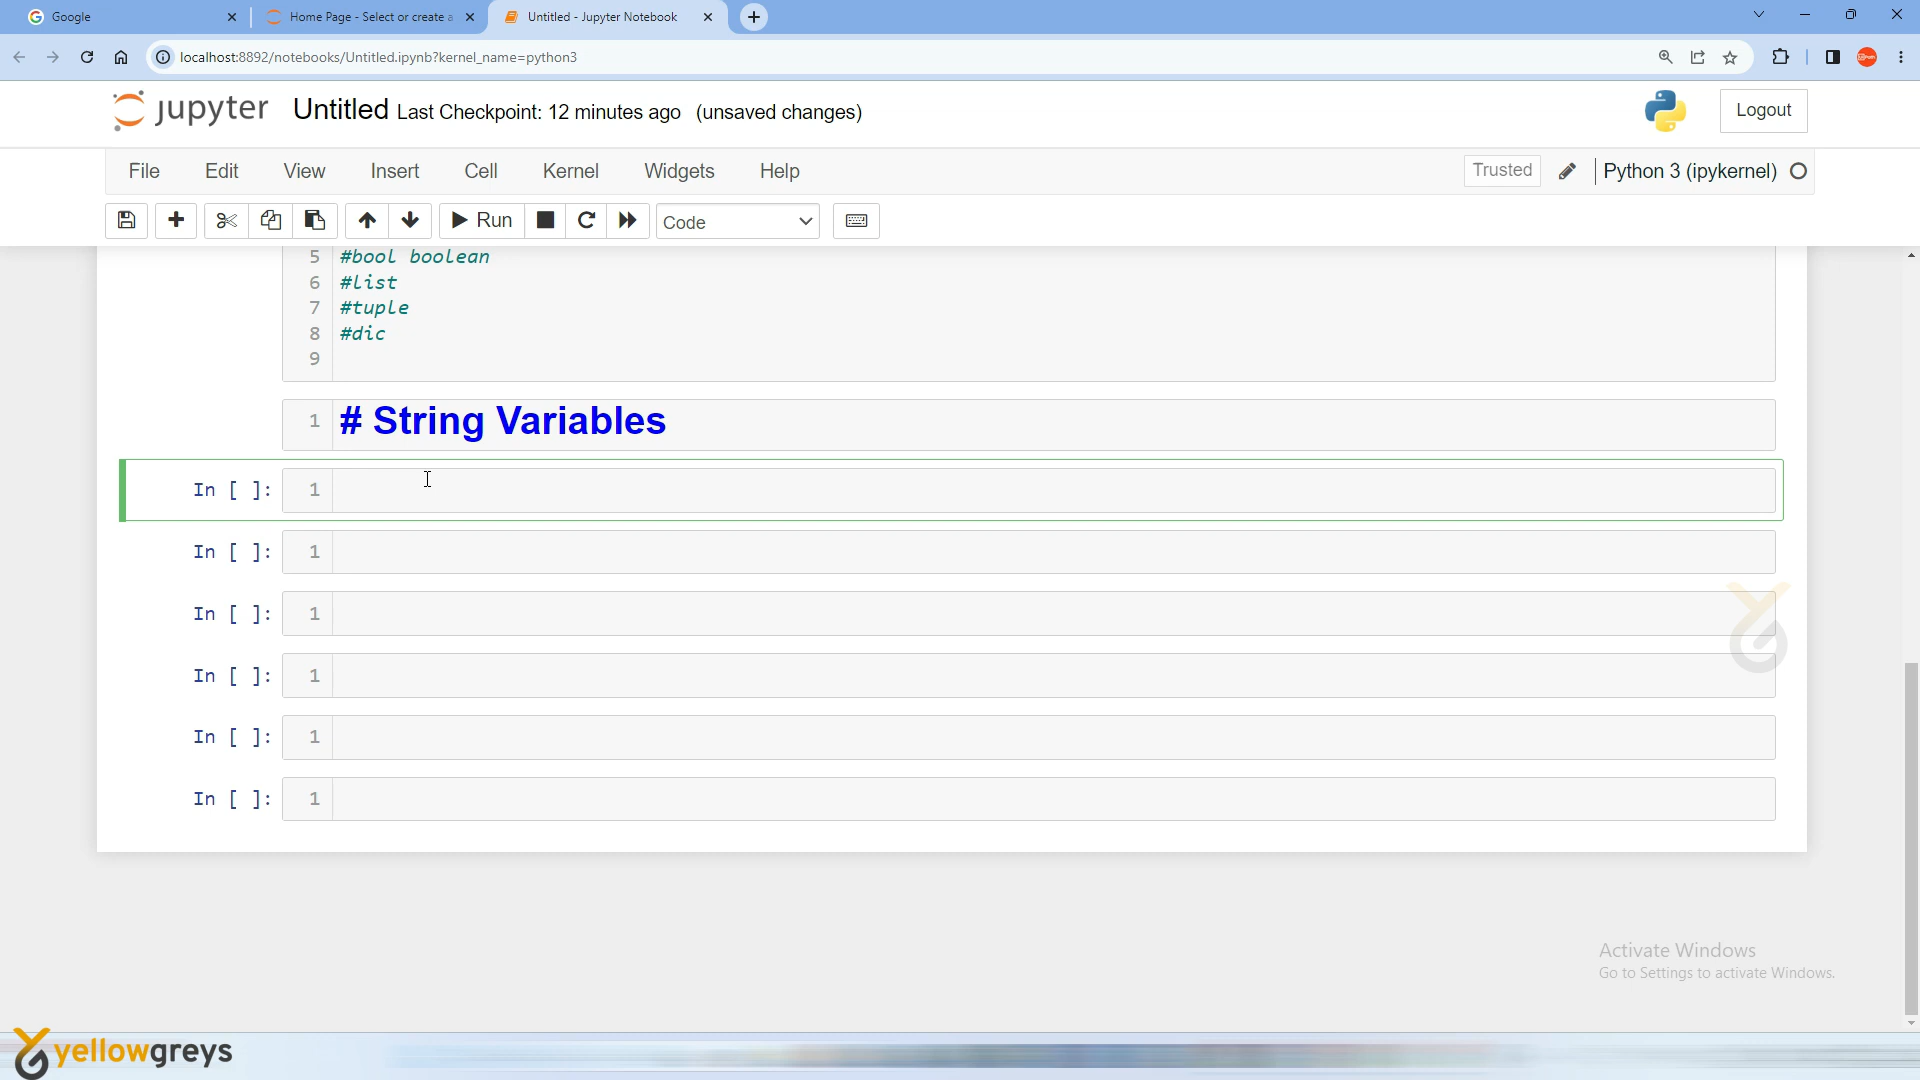 Google
Home Page - Select or create a
Untitled - Jupyter Notebook
localhost:8892/notebooks/Untitled.ipynb?kernel_name=python3
jupyter Untitled Last Checkpoint: 12 minutes ago (unsaved changes)
Logout
File Edit View Insert Cell Kernel Widgets Help
Trusted
Python 3 (ipykernel)
Run
Code
5 #bool boolean
6 #list
7 #tuple
8 #dic
9
1 # String Variables
In [ ]: 1
In [ ]: 1
In [ ]: 1
In [ ]: 1
In [ ]: 1
In [ ]: 1
Activate Windows
Go to Settings to activate Windows.
yellowgreys